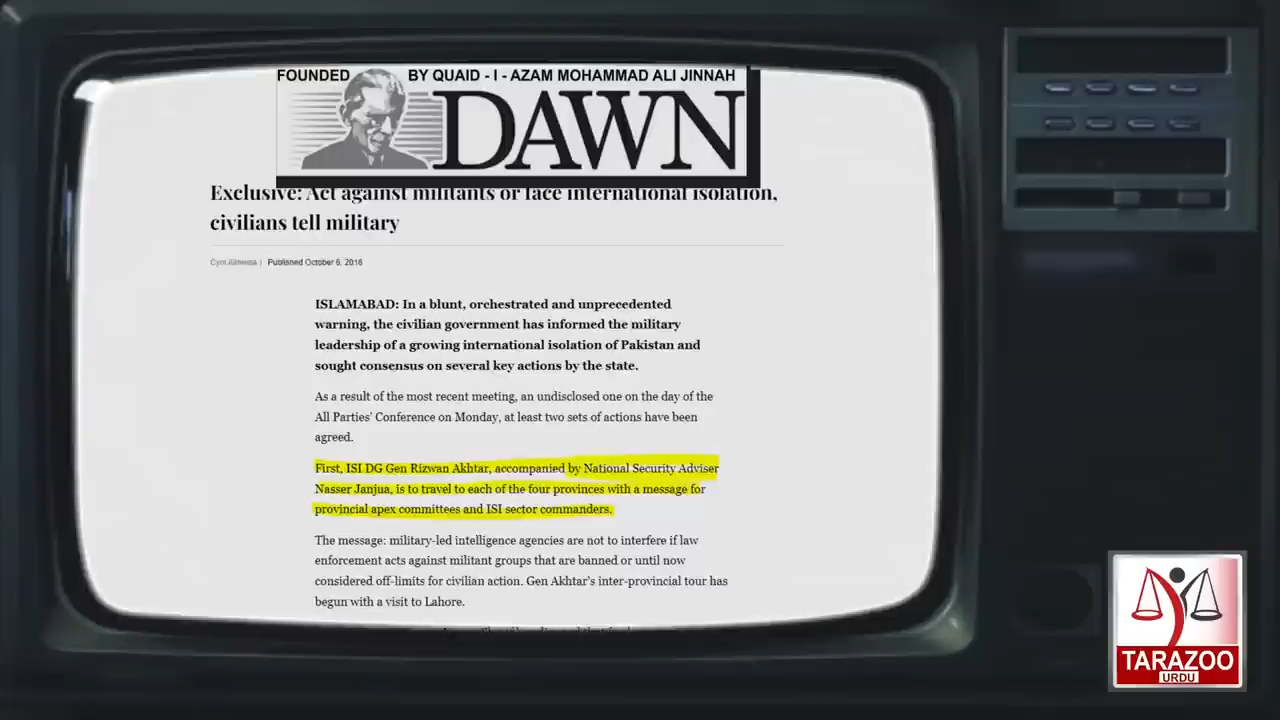 FOUNDED BY QUAID - I - AZAM MOHAMMAD ALI JINNAH
DAWN
Exclusive: Act against militants or face international isolation,
civilians tell military
Cyril Almeida | Published October 6, 2016
ISLAMABAD: In a blunt, orchestrated and unprecedented
warning, the civilian government has informed the military
leadership of a growing international isolation of Pakistan and
sought consensus on several key actions by the state.
As a result of the most recent meeting, an undisclosed one on the day of the
All Parties' Conference on Monday, at least two sets of actions have been
agreed.
First, ISI DG Gen Rizwan Akhtar, accompanied by National Security Adviser
Nasser Janjua, is to travel to each of the four provinces with a message for
provincial apex committees and ISI sector commanders.
The message: military-led intelligence agencies are not to interfere if law
enforcement acts against militant groups that are banned or until now
considered off-limits for civilian action. Gen Akhtar's inter-provincial tour has
begun with a visit to Lahore.
TARAZOO
URDU